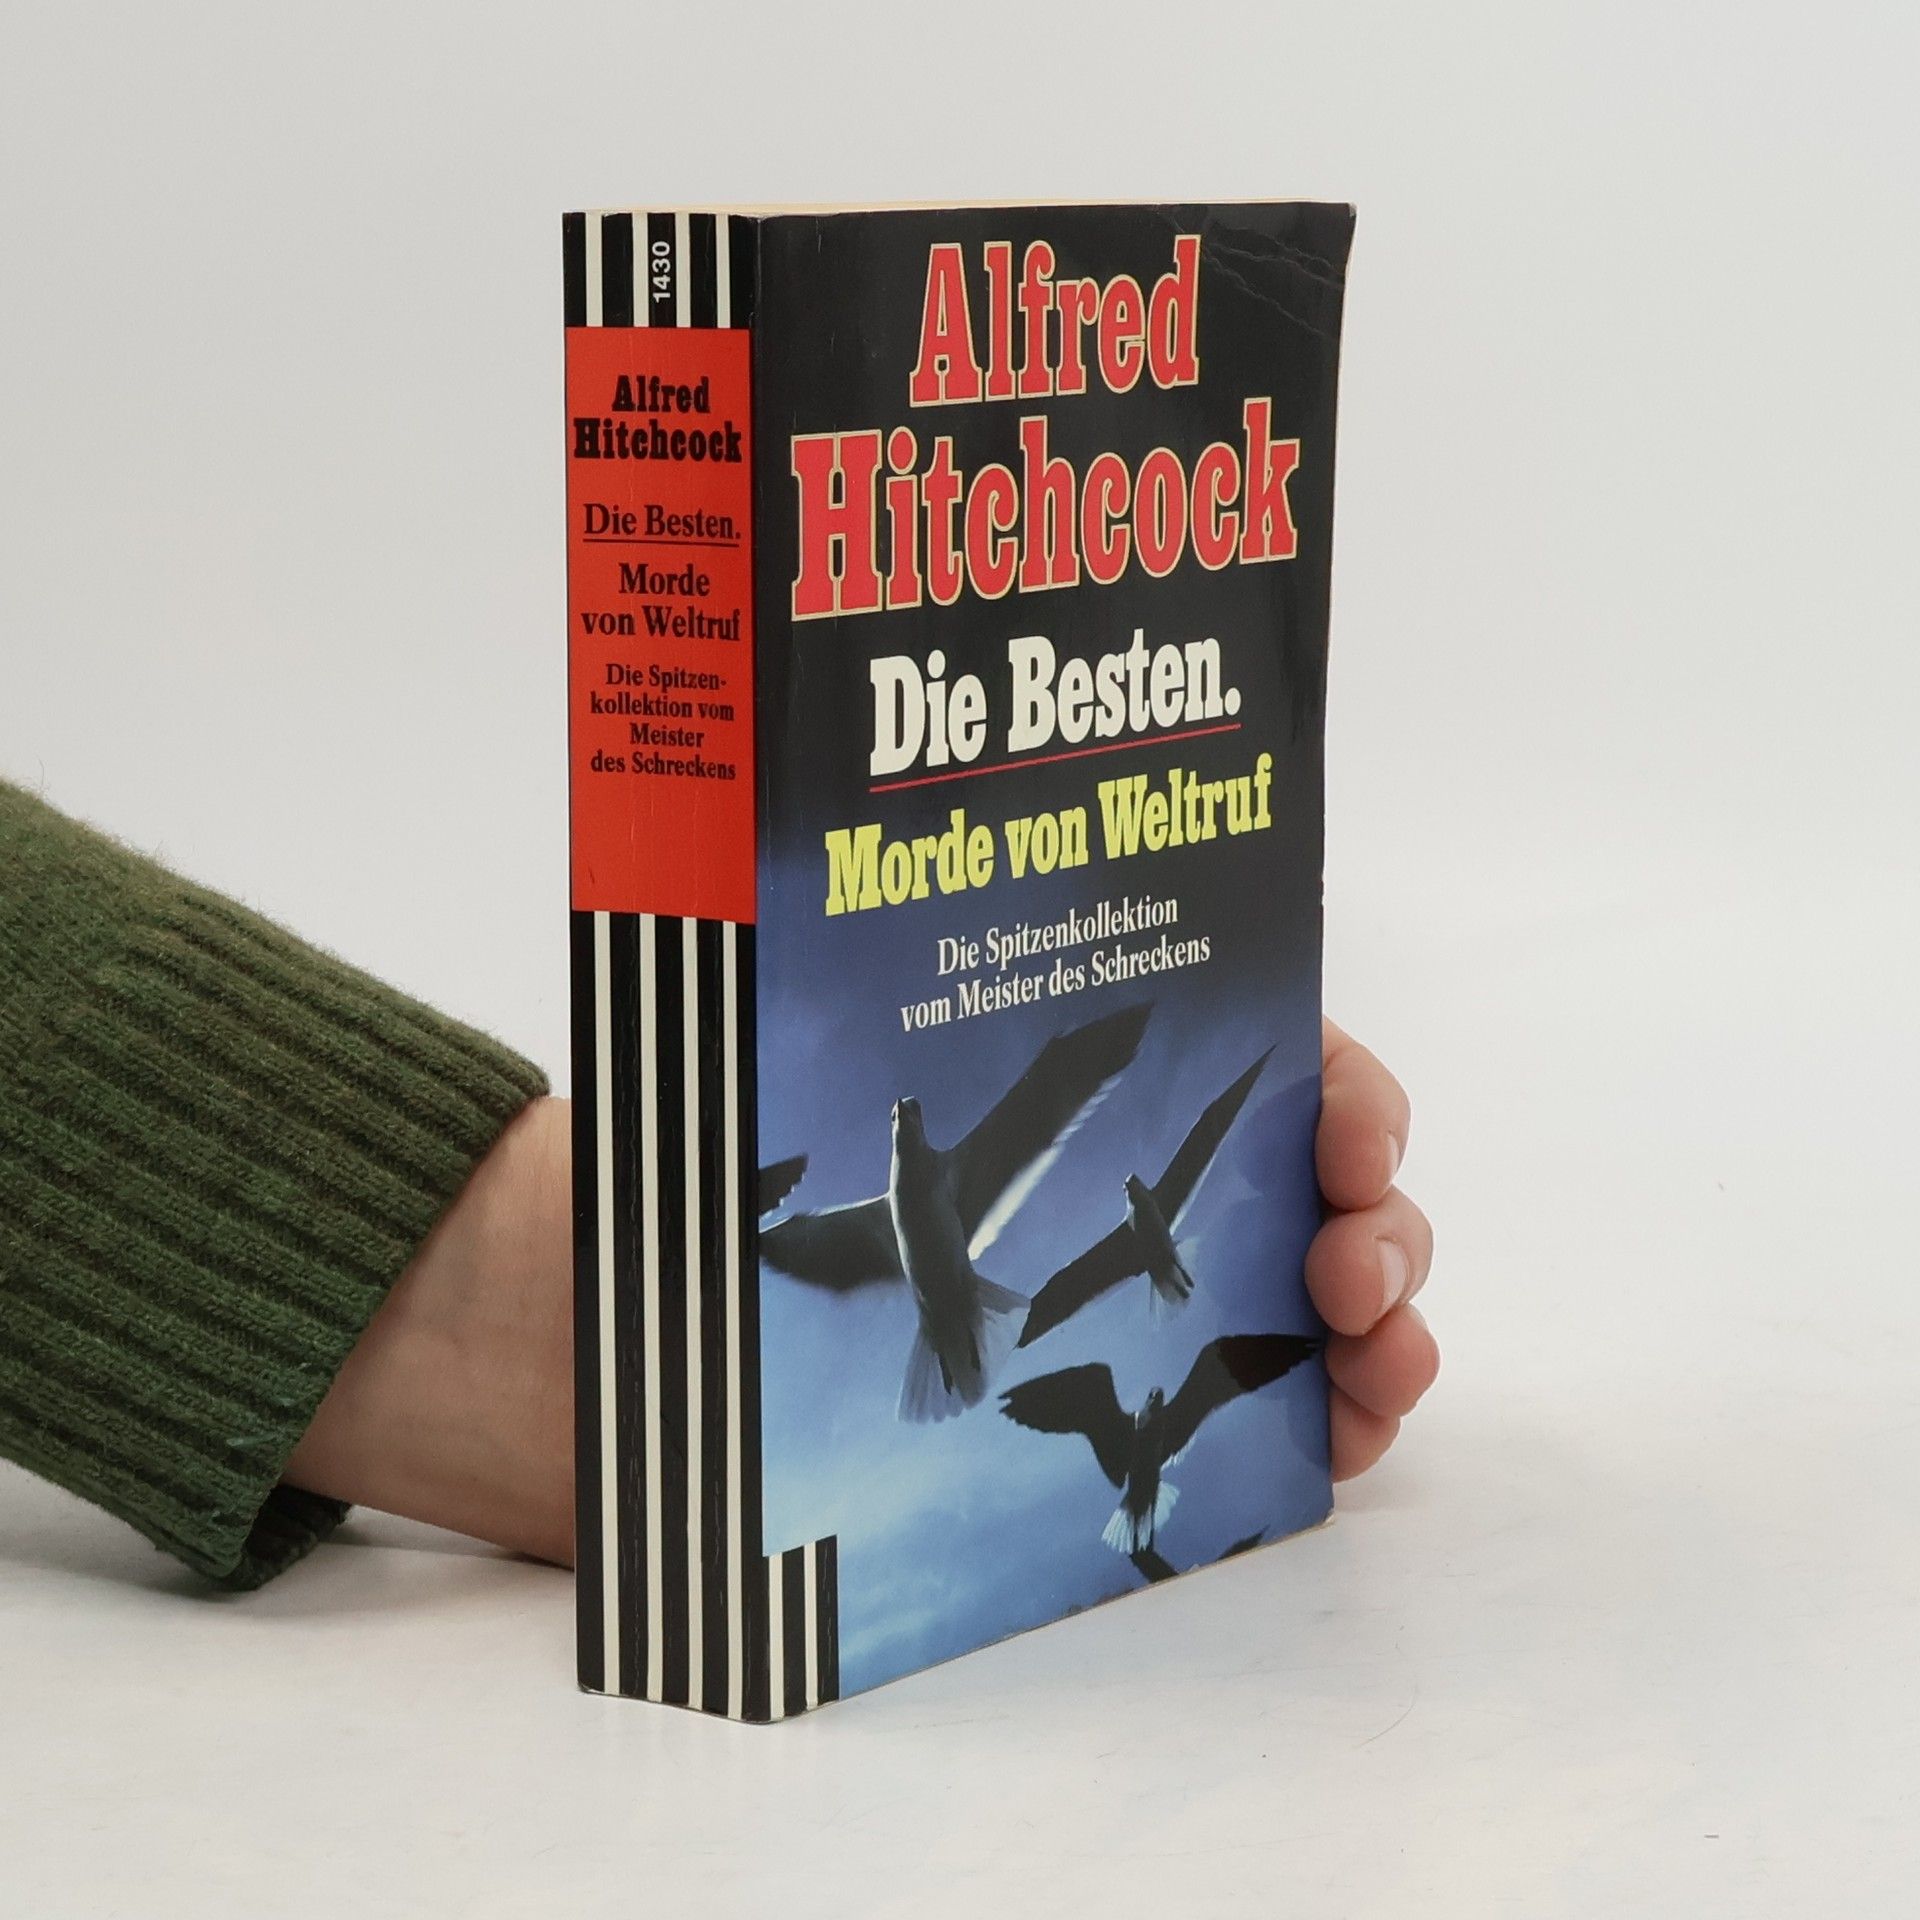 1430
Alfred
Hitchcock
Die Besten.
Morde
von Weltruf
Die Spitzen-
kollektion vom
Meister
des Schreckens
Alfred
Hitchcock
Die Besten.
Morde von Weltruf
Die Spitzenkollektion
vom Meister des Schreckens